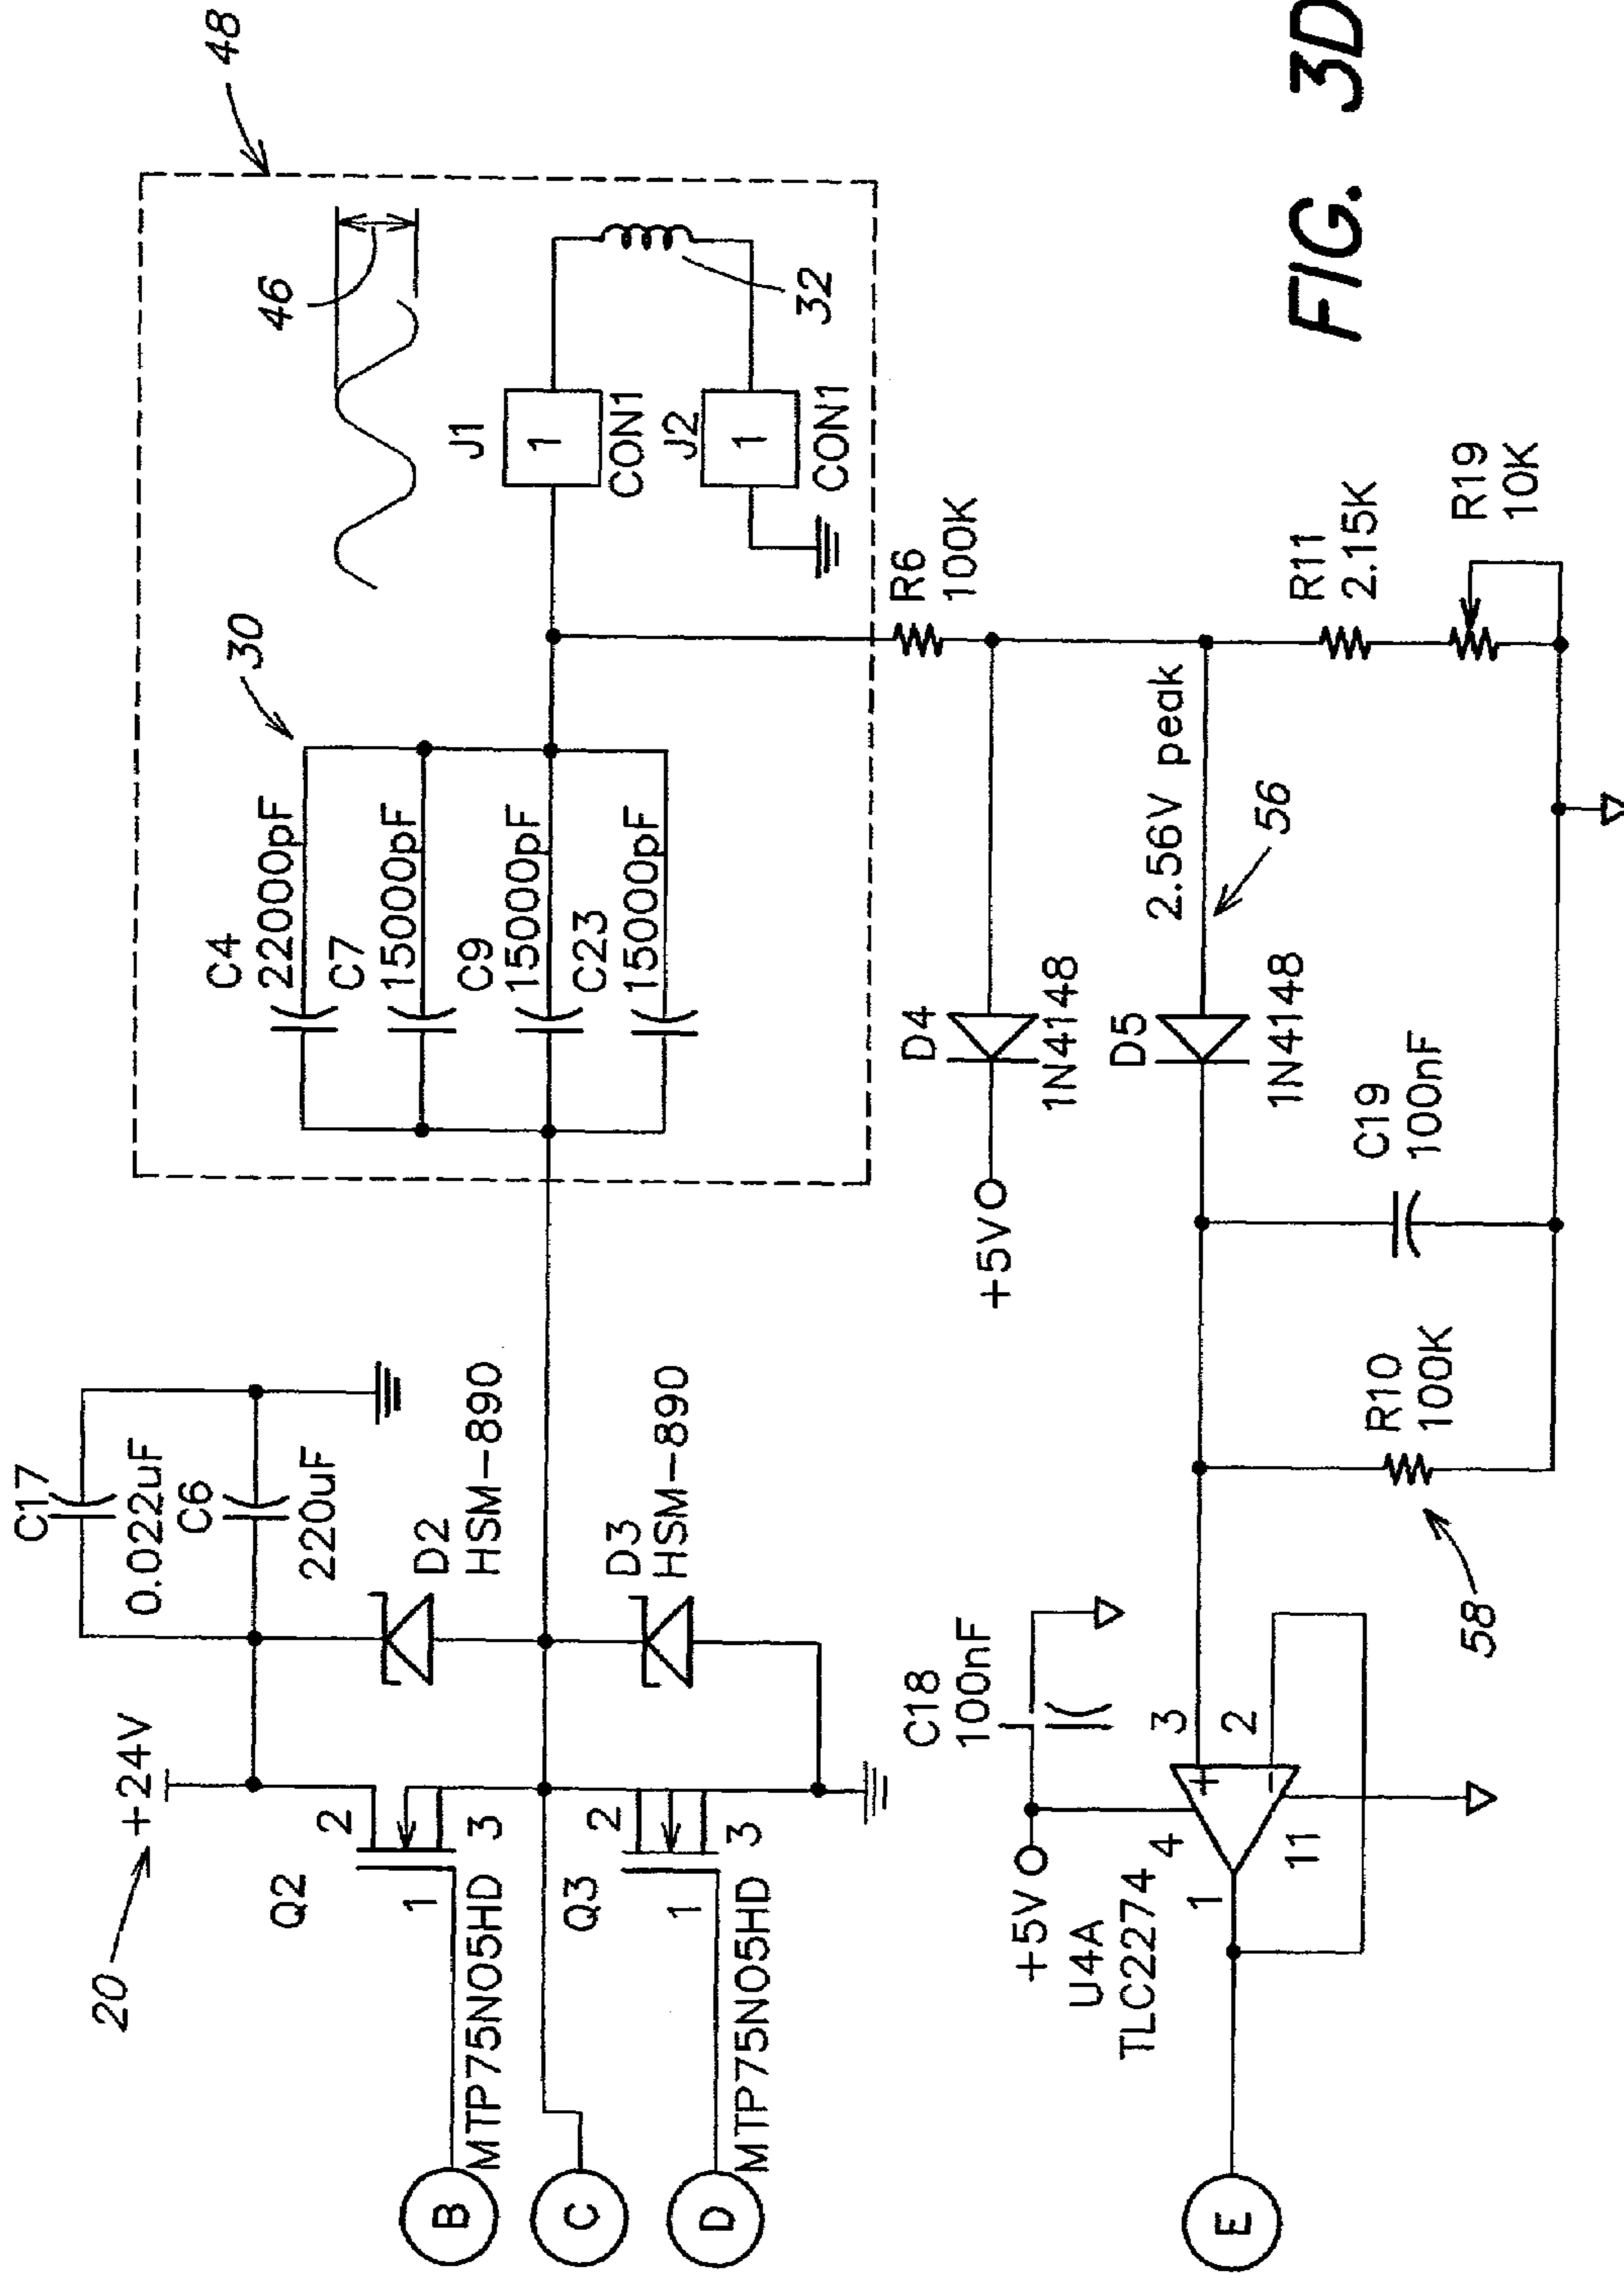 20
+24V
C17
0.022uF
C6
220uF
Q2
2
1
3
MTP75N05HD
D2
HSM-890
Q3
2
1
3
MTP75N05HD
D3
HSM-890
B
C
D
48
46
30
C4
22000pF
C7
15000pF
C9
15000pF
C23
15000pF
J1
1
CON1
J2
1
CON1
32
R6
100K
D4
1N4148
+5V
2.56V peak
56
D5
1N4148
R11
2.15K
R19
10K
C19
100nF
R10
100K
58
C18
100nF
+5V
U4A
TLC2274
3
2
+
−
4
11
1
E
FIG. 3D